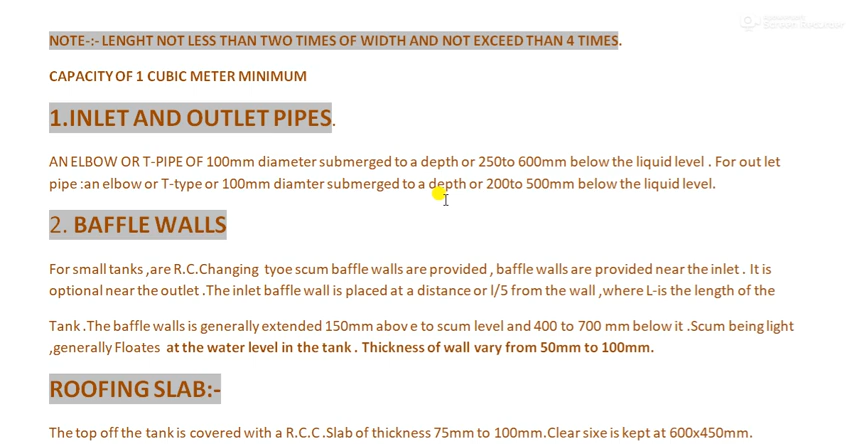 NOTE-:- LENGHT NOT LESS THAN TWO TIMES OF WIDTH AND NOT EXCEED THAN 4 TIMES.
CAPACITY OF 1 CUBIC METER MINIMUM
1.INLET AND OUTLET PIPES.
AN ELBOW OR T-PIPE OF 100mm diameter submerged to a depth or 250to 600mm below the liquid level . For out let
pipe :an elbow or T-type or 100mm diamter submerged to a depth or 200to 500mm below the liquid level.
2. BAFFLE WALLS
For small tanks ,are R.C.Changing tyoe scum baffle walls are provided , baffle walls are provided near the inlet . It is
optional near the outlet .The inlet baffle wall is placed at a distance or l/5 from the wall ,where L-is the length of the
Tank .The baffle walls is generally extended 150mm above to scum level and 400 to 700 mm below it .Scum being light
,generally Floates at the water level in the tank . Thickness of wall vary from 50mm to 100mm.
ROOFING SLAB:-
The top off the tank is covered with a R.C.C .Slab of thickness 75mm to 100mm.Clear sixe is kept at 600x450mm.